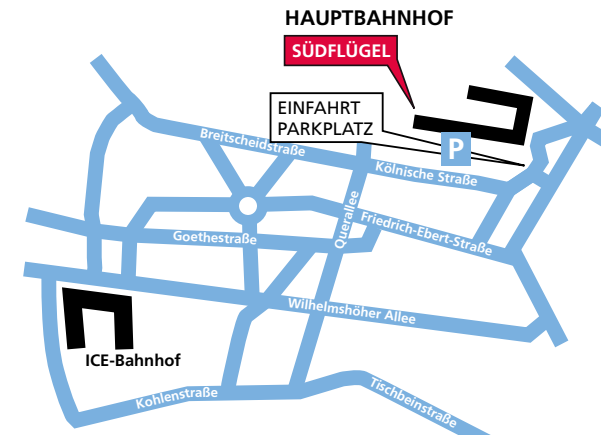 HAUPTBAHNHOF
SÜDFLÜGEL
EINFAHRT
PARKPLATZ
P
Breitscheidstraße
Kölnische Straße
Querallee
Friedrich-Ebert-Straße
Goethestraße
Wilhelmshöher Allee
ICE-Bahnhof
Kohlenstraße
Tischbeinstraße